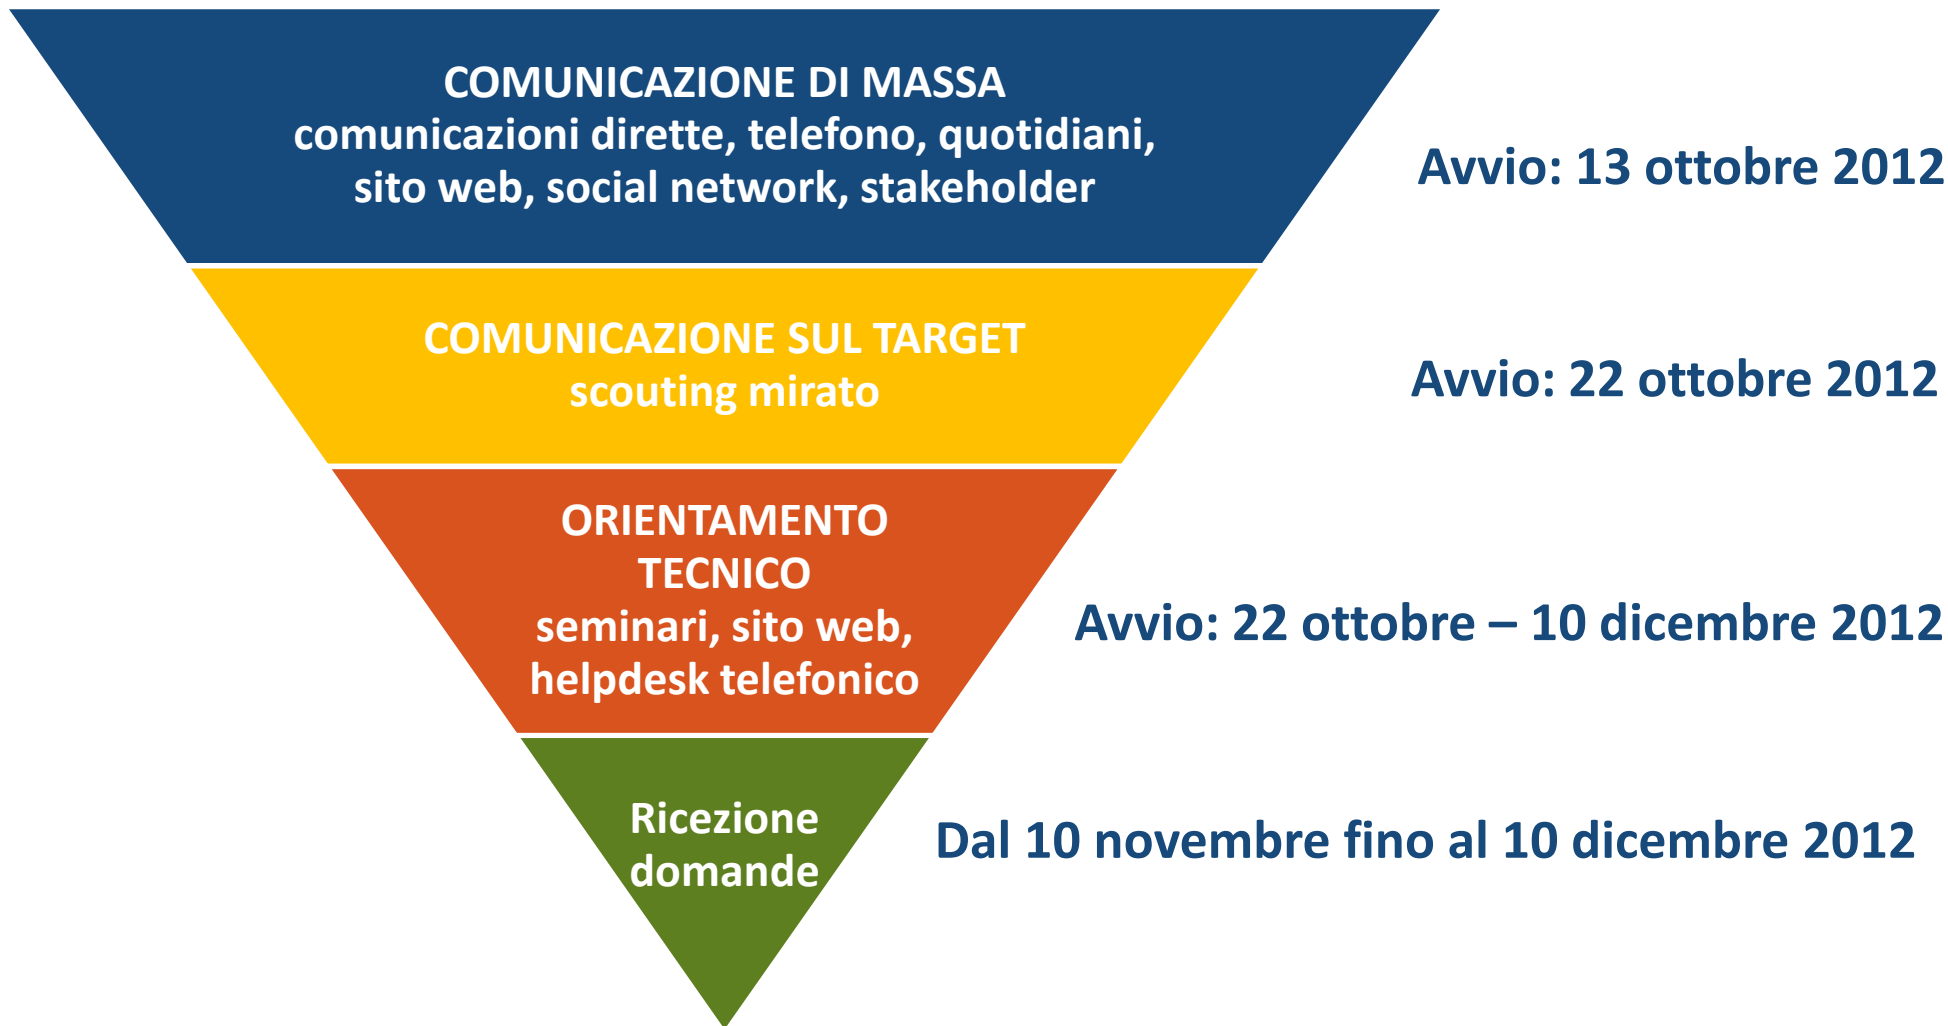 COMUNICAZIONE DI MASSA
comunicazioni dirette, telefono, quotidiani,
sito web, social network, stakeholder
Avvio: 13 ottobre 2012
COMUNICAZIONE SUL TARGET
scouting mirato
Avvio: 22 ottobre 2012
ORIENTAMENTO
TECNICO
seminari, sito web,
helpdesk telefonico
Avvio: 22 ottobre – 10 dicembre 2012
Ricezione
domande
Dal 10 novembre fino al 10 dicembre 2012